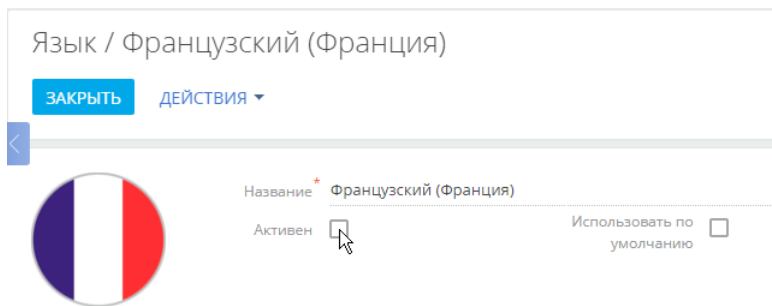 Язык / Французский (Франция)
ЗАКРЫТЬ ДЕЙСТВИЯ
Название* Французский (Франция)
Активен Использовать по
умолчанию